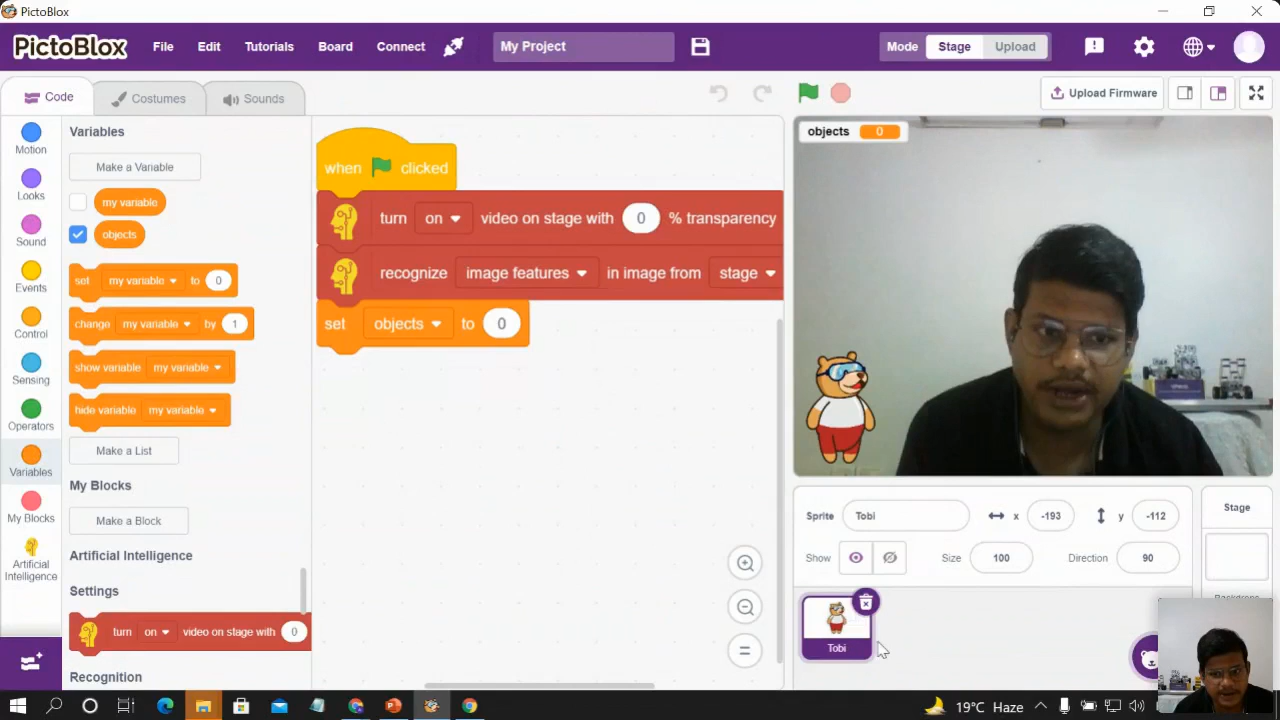 PictoBlox
PictoBlox File Edit Tutorials Board Connect My Project Mode Stage Upload
Code Costumes Sounds Upload Firmware
Motion
Looks
Sound
Events
Control
Sensing
Operators
Variables
My Blocks
Artificial
Intelligence
Variables
Make a Variable
my variable
objects
set my variable to 0
change my variable by 1
show variable my variable
hide variable my variable
Make a List
My Blocks
Make a Block
Artificial Intelligence
Settings
turn on video on stage with 0
Recognition
when clicked
turn on video on stage with 0 % transparency
recognize image features in image from stage
set objects to 0
objects 0
Sprite Tobi x -193 y -112
Show Size 100 Direction 90
Tobi
Stage
19°C Haze